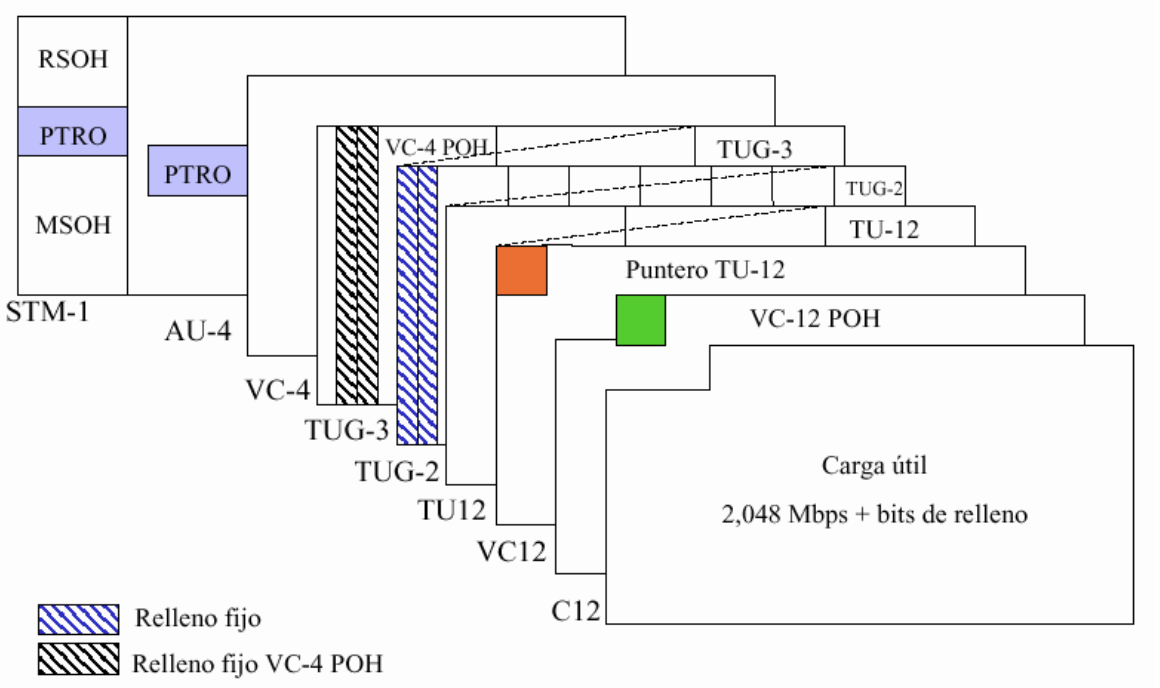 RSOH
PTRO
MSOH
STM-1
PTRO
AU-4
VC-4 POH
TUG-3
VC-4
TUG-2
TUG-3
TU-12
TUG-2
Puntero TU-12
TU12
VC-12 POH
VC12
Carga útil
2,048 Mbps + bits de relleno
C12
Relleno fijo
Relleno fijo VC-4 POH